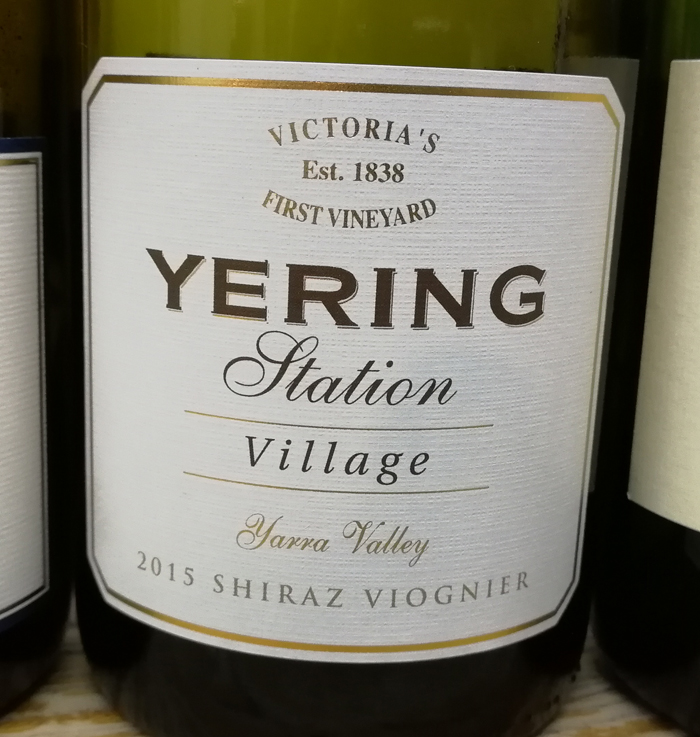 VICTORIA'S
Est. 1838
FIRST VINEYARD
YERING
Station
Village
Yarra Valley
2015 SHIRAZ VIOGNIER